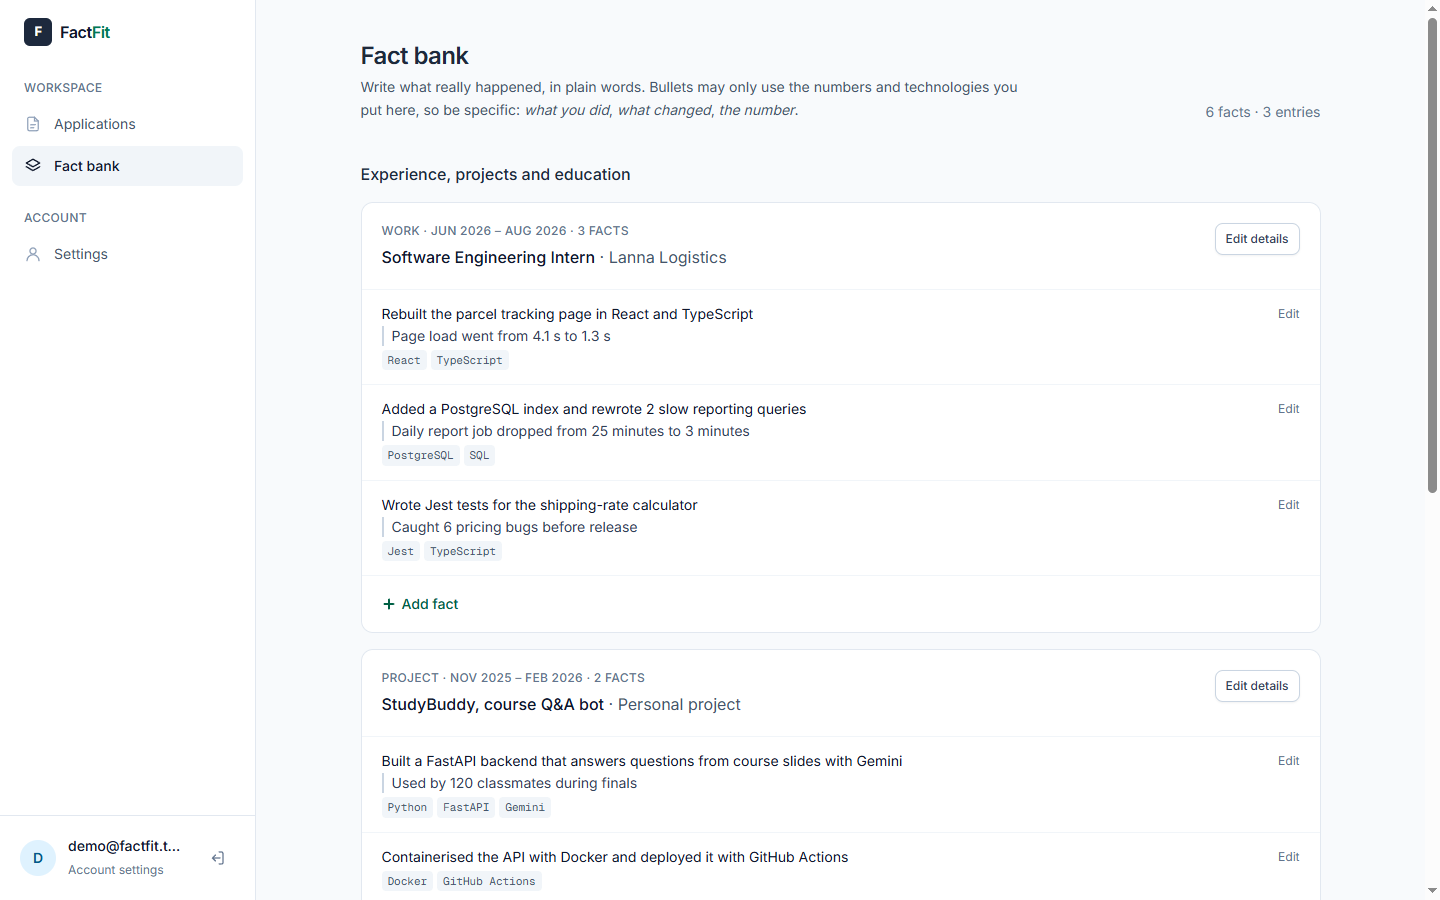 F FactFit
WORKSPACE
Applications
Fact bank
ACCOUNT
Settings
D
demo@factfit.t...
Account settings
Fact bank
Write what really happened, in plain words. Bullets may only use the numbers and technologies you
put here, so be specific: what you did, what changed, the number.
6 facts · 3 entries
Experience, projects and education
WORK · JUN 2026 – AUG 2026 · 3 FACTS
Software Engineering Intern · Lanna Logistics
Edit details
Rebuilt the parcel tracking page in React and TypeScript
Edit
Page load went from 4.1 s to 1.3 s
React TypeScript
Added a PostgreSQL index and rewrote 2 slow reporting queries
Edit
Daily report job dropped from 25 minutes to 3 minutes
PostgreSQL SQL
Wrote Jest tests for the shipping-rate calculator
Edit
Caught 6 pricing bugs before release
Jest TypeScript
+ Add fact
PROJECT · NOV 2025 – FEB 2026 · 2 FACTS
StudyBuddy, course Q&A bot · Personal project
Edit details
Built a FastAPI backend that answers questions from course slides with Gemini
Edit
Used by 120 classmates during finals
Python FastAPI Gemini
Containerised the API with Docker and deployed it with GitHub Actions
Edit
Docker GitHub Actions